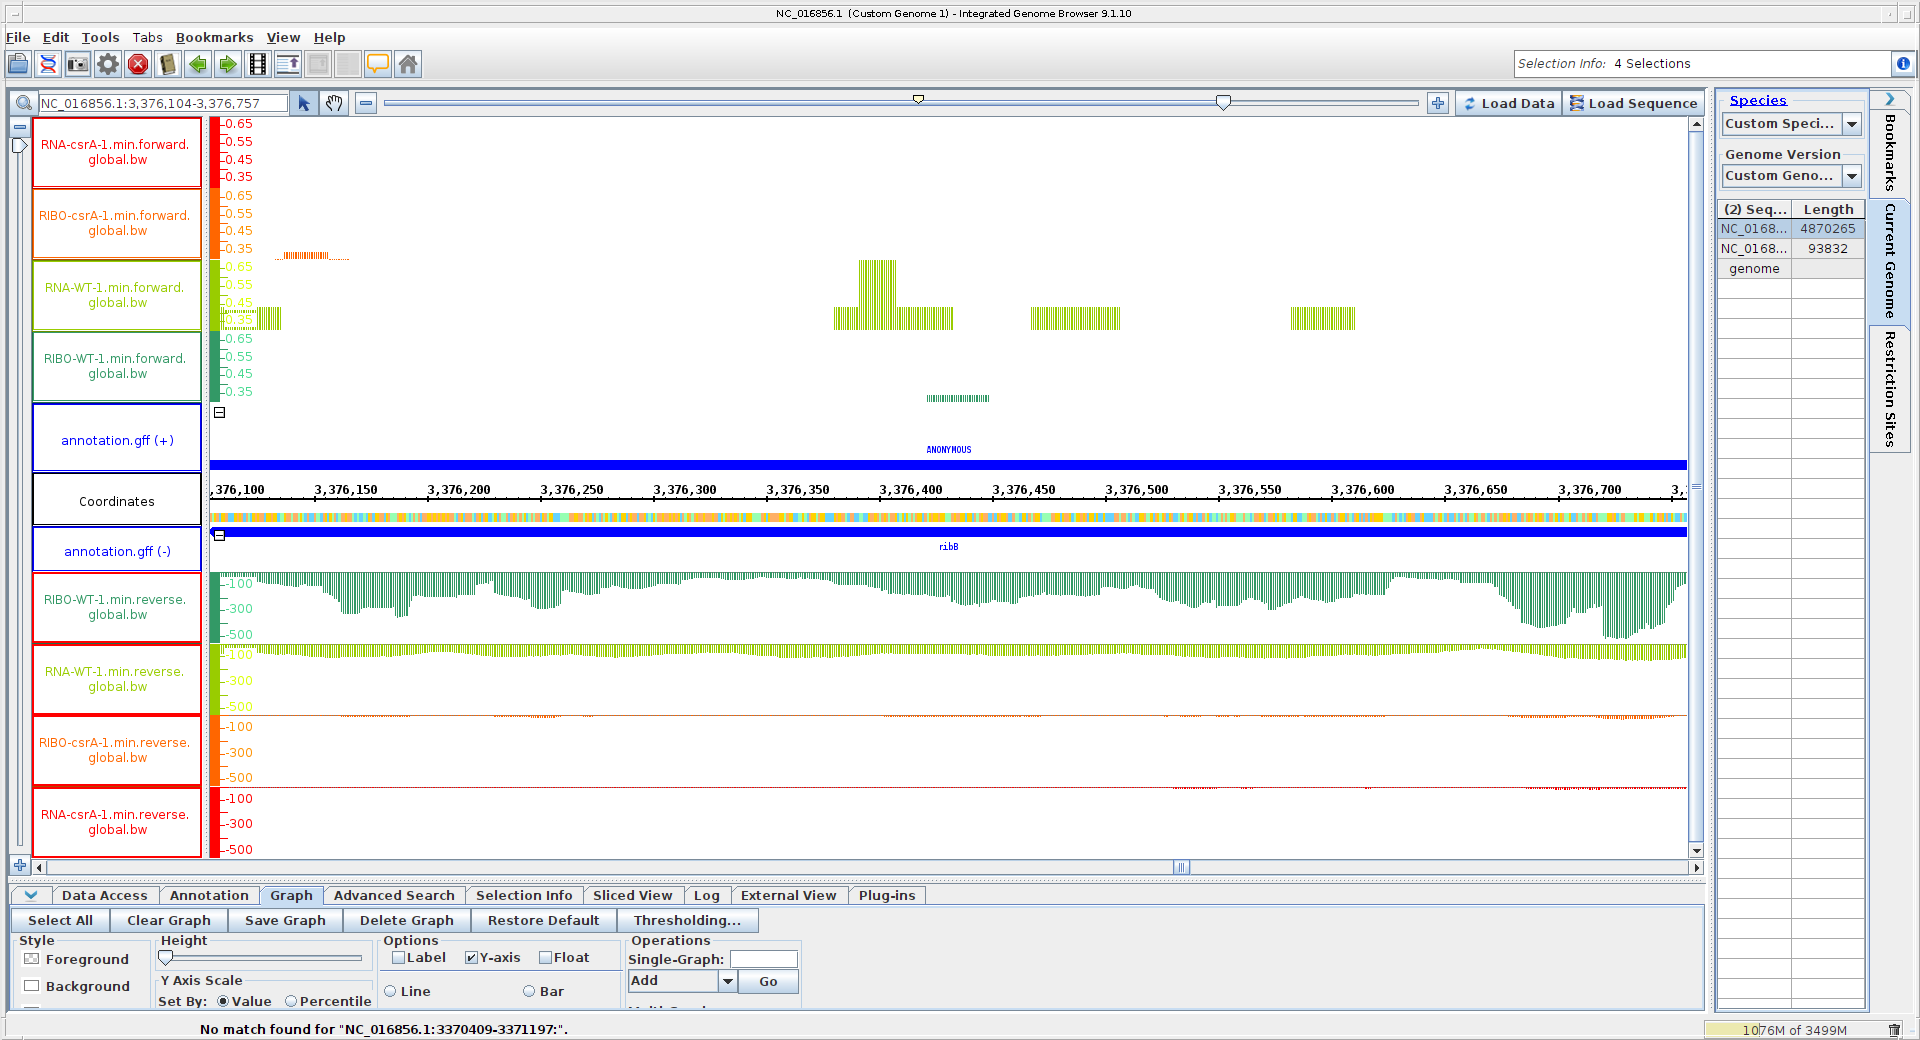 NC_016856.1 (Custom Genome 1) - Integrated Genome Browser 9.1.10
File Edit Tools Tabs Bookmarks View Help
Selection Info: 4 Selections
NC_016856.1:3,376,104-3,376,757
Load Data
Load Sequence
RNA-csrA-1.min.forward.
global.bw
0.65
0.55
0.45
0.35
RIBO-csrA-1.min.forward.
global.bw
0.65
0.55
0.45
0.35
RNA-WT-1.min.forward.
global.bw
0.65
0.55
0.45
0.35
RIBO-WT-1.min.forward.
global.bw
0.65
0.55
0.45
0.35
annotation.gff (+)
ANONYMOUS
Coordinates
,376,100 3,376,150 3,376,200 3,376,250 3,376,300 3,376,350 3,376,400 3,376,450 3,376,500 3,376,550 3,376,600 3,376,650 3,376,700 3,
annotation.gff (-)
ribB
RIBO-WT-1.min.reverse.
global.bw
-100
-300
-500
RNA-WT-1.min.reverse.
global.bw
-100
-300
-500
RIBO-csrA-1.min.reverse.
global.bw
-100
-300
-500
RNA-csrA-1.min.reverse.
global.bw
-100
-300
-500
Species
Custom Speci...
Genome Version
Custom Geno...
(2) Seq... Length
NC_0168... 4870265
NC_0168... 93832
genome
Bookmarks
Current Genome
Restriction Sites
Data Access Annotation Graph Advanced Search Selection Info Sliced View Log External View Plug-ins
Select All Clear Graph Save Graph Delete Graph Restore Default Thresholding...
Style
Foreground
Background
Height
Y Axis Scale
Set By: Value Percentile
Options
Label Y-axis Float
Line Bar
Operations
Single-Graph:
Add Go
No match found for "NC_016856.1:3370409-3371197:".
1076M of 3499M